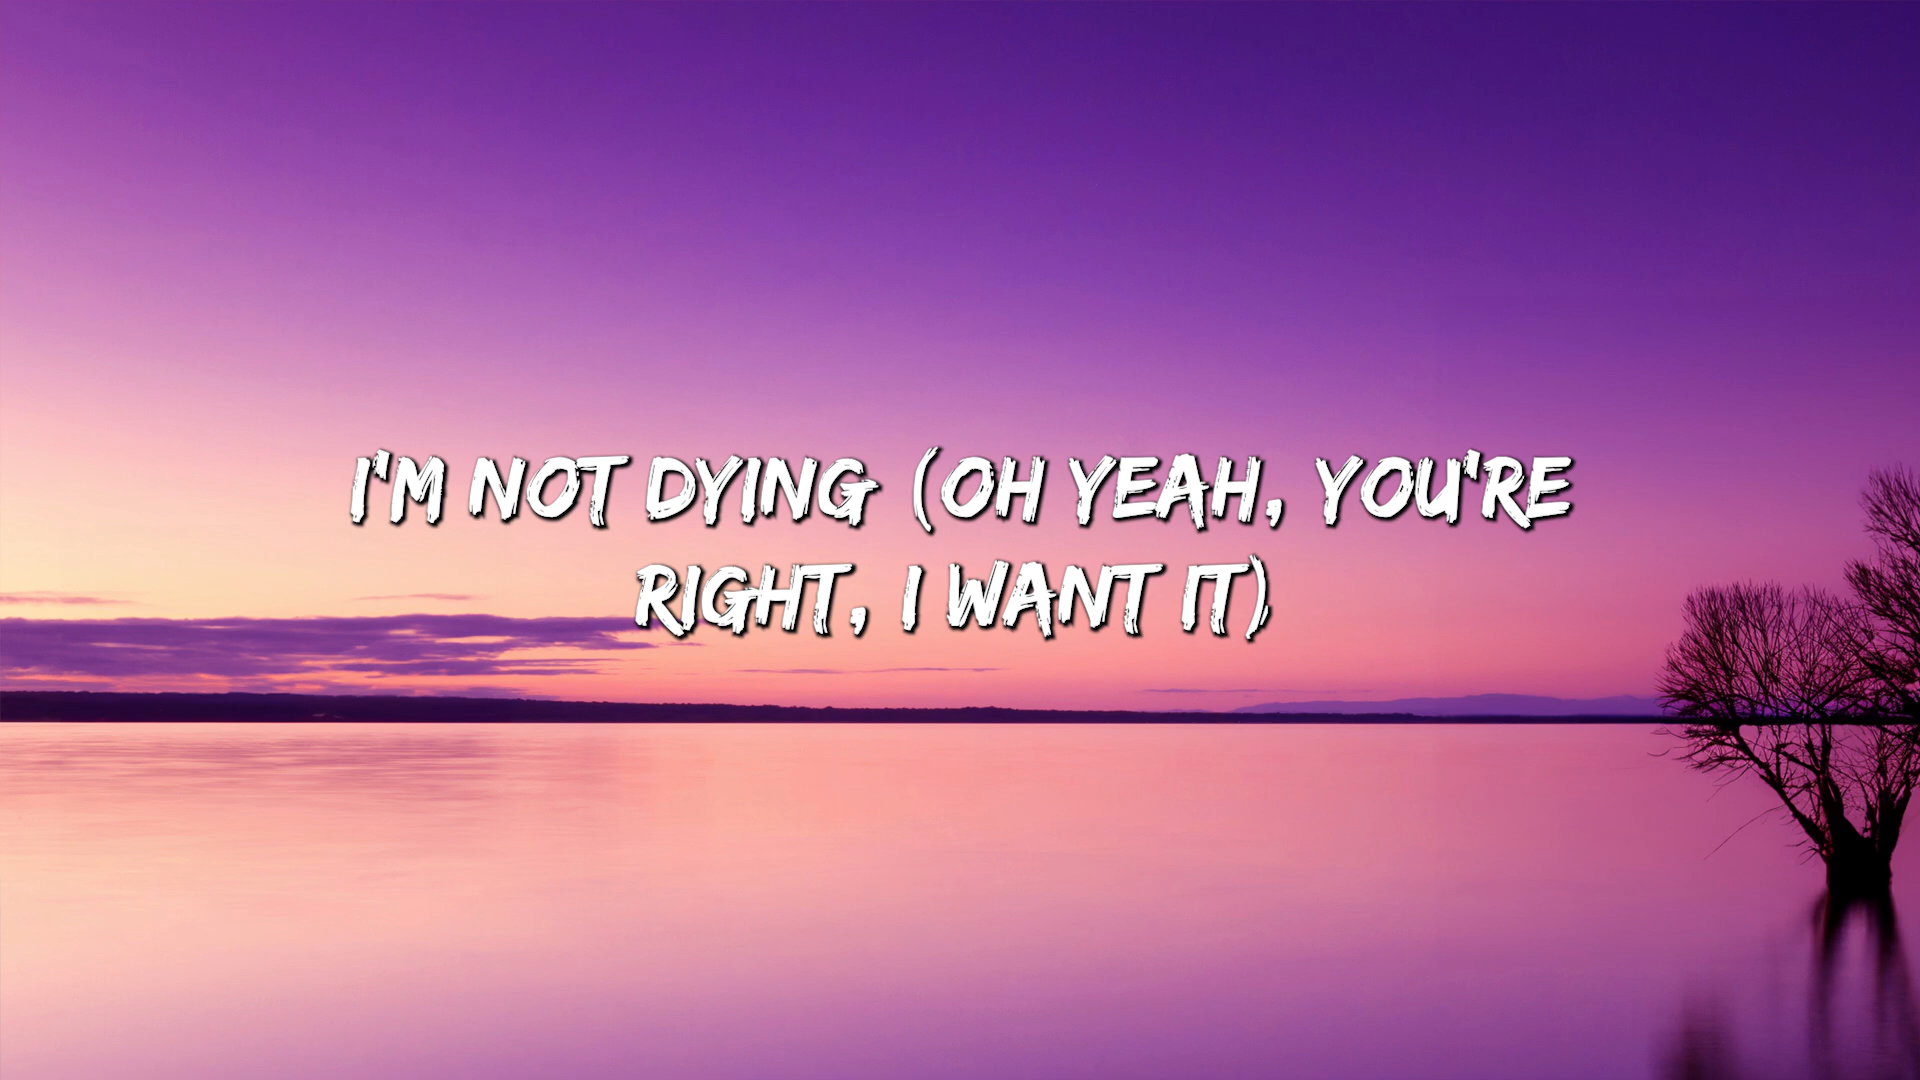 I'M NOT DYING (OH YEAH, YOU'RE
RIGHT, I WANT IT)